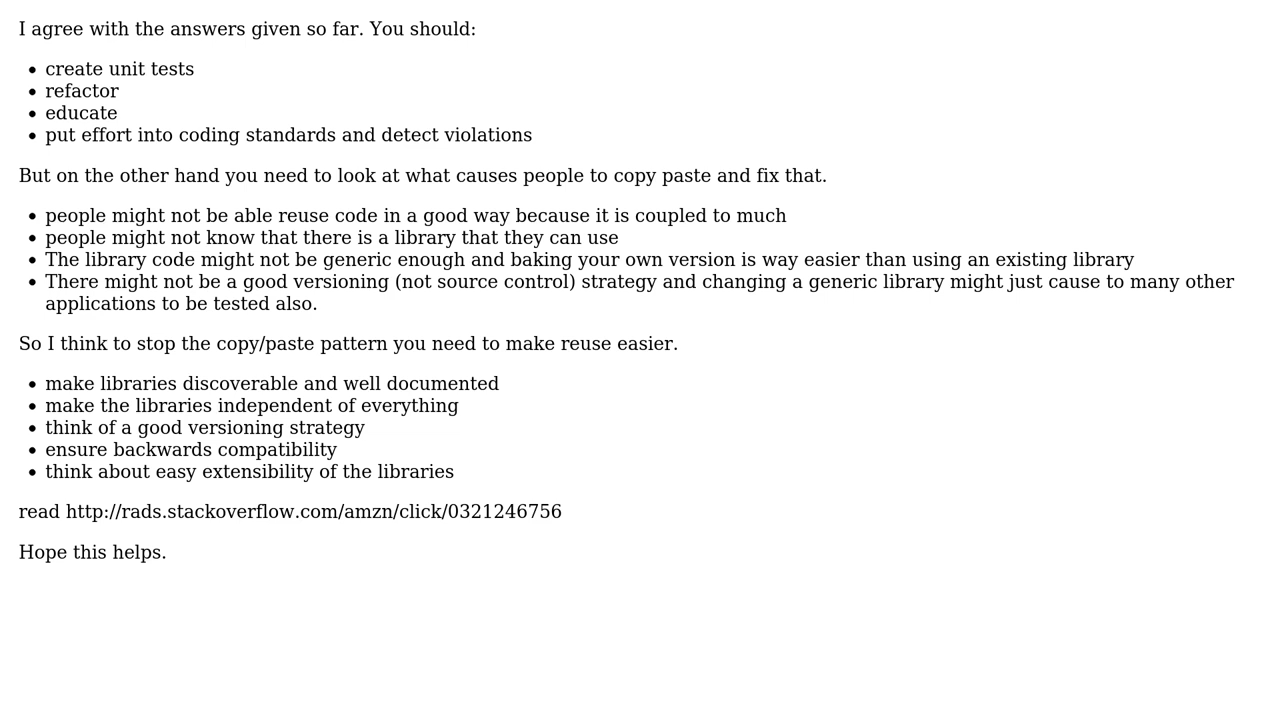 I agree with the answers given so far. You should:
• create unit tests
• refactor
• educate
• put effort into coding standards and detect violations
But on the other hand you need to look at what causes people to copy paste and fix that.
• people might not be able reuse code in a good way because it is coupled to much
• people might not know that there is a library that they can use
• The library code might not be generic enough and baking your own version is way easier than using an existing library
• There might not be a good versioning (not source control) strategy and changing a generic library might just cause to many other
applications to be tested also.
So I think to stop the copy/paste pattern you need to make reuse easier.
• make libraries discoverable and well documented
• make the libraries independent of everything
• think of a good versioning strategy
• ensure backwards compatibility
• think about easy extensibility of the libraries
read http://rads.stackoverflow.com/amzn/click/0321246756
Hope this helps.